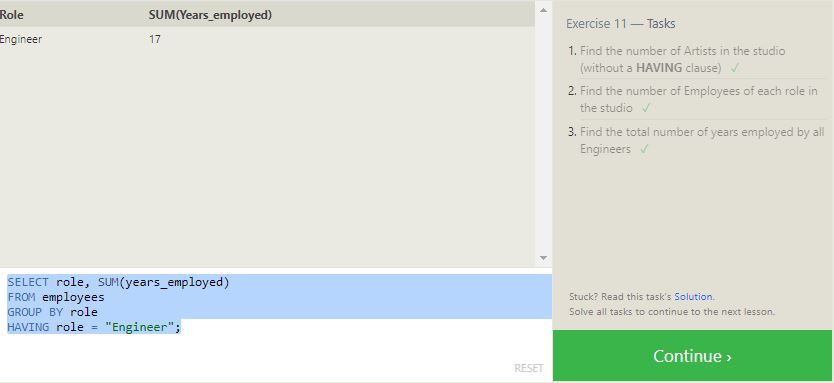 Role SUM(Years_employed)
Engineer 17
SELECT role, SUM(years_employed)
FROM employees
GROUP BY role
HAVING role = "Engineer";
RESET
Exercise 11 — Tasks
1. Find the number of Artists in the studio
(without a HAVING clause) ✓
2. Find the number of Employees of each role in
the studio ✓
3. Find the total number of years employed by all
Engineers ✓
Stuck? Read this task's Solution.
Solve all tasks to continue to the next lesson.
Continue ›